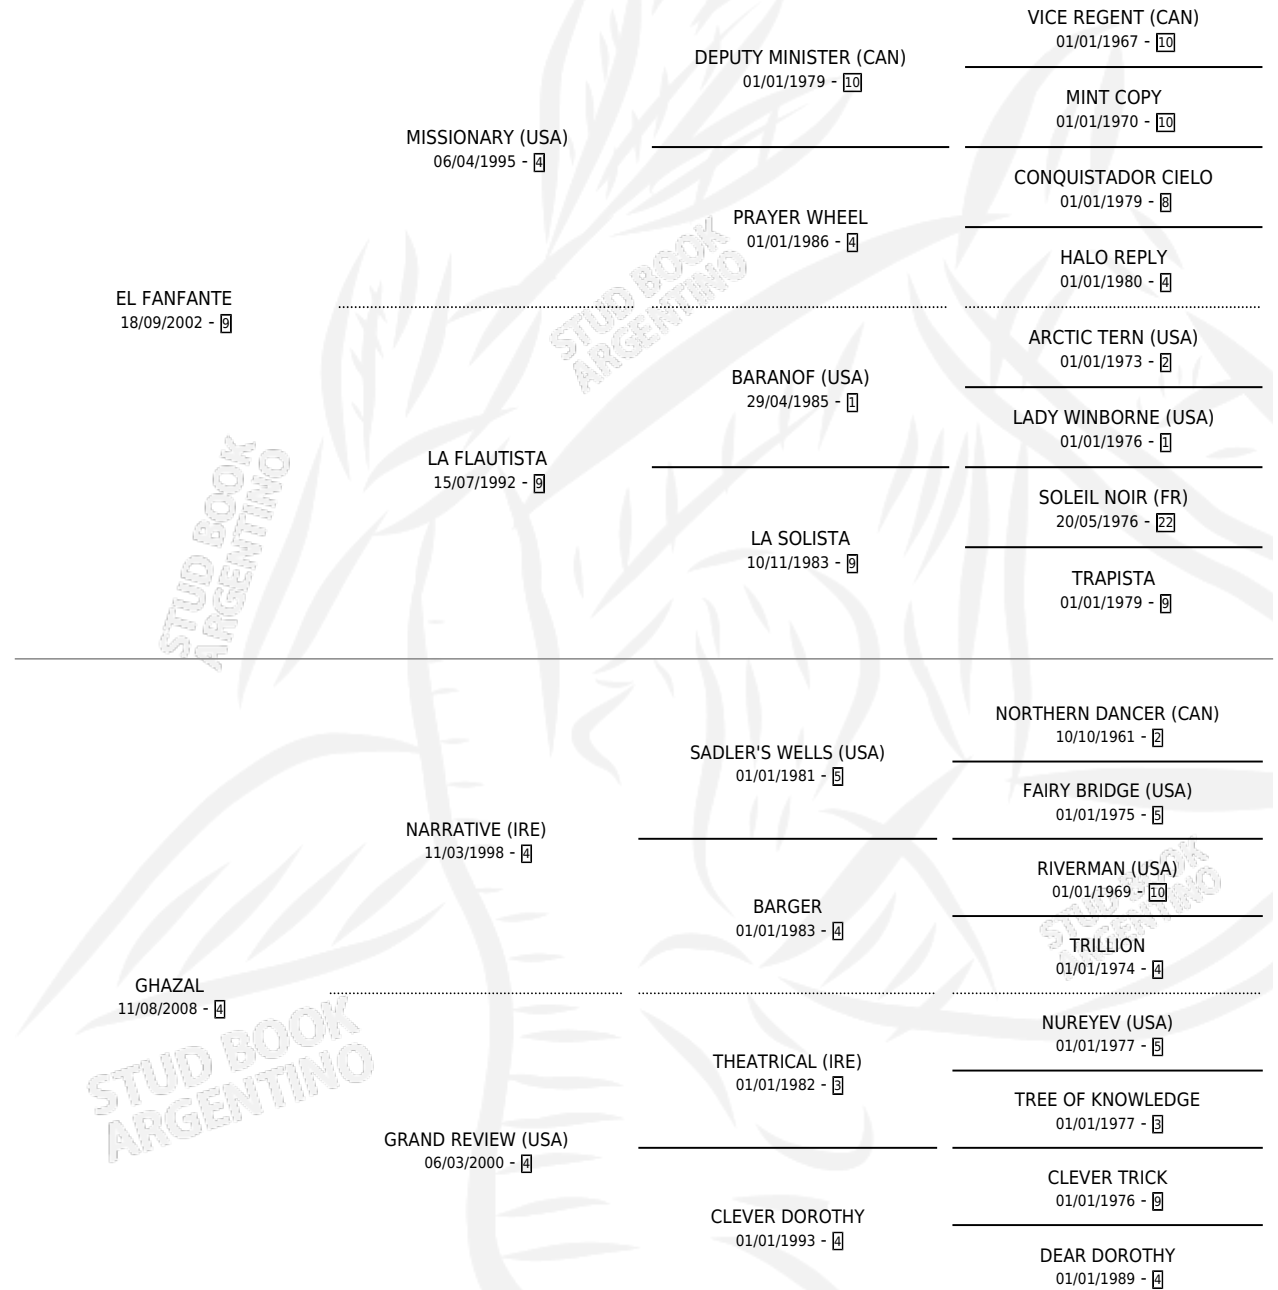 VICE REGENT (CAN)
01/01/1967 - 10
DEPUTY MINISTER (CAN)
01/01/1979 - 10
MINT COPY
01/01/1970 - 10
MISSIONARY (USA)
06/04/1995 - 4
CONQUISTADOR CIELO
01/01/1979 - 8
PRAYER WHEEL
01/01/1986 - 4
HALO REPLY
01/01/1980 - 4
EL FANFANTE
18/09/2002 - 9
ARCTIC TERN (USA)
01/01/1973 - 2
BARANOF (USA)
29/04/1985 - 1
LADY WINBORNE (USA)
01/01/1976 - 1
LA FLAUTISTA
15/07/1992 - 9
SOLEIL NOIR (FR)
20/05/1976 - 22
LA SOLISTA
10/11/1983 - 9
TRAPISTA
01/01/1979 - 9
NORTHERN DANCER (CAN)
10/10/1961 - 2
SADLER'S WELLS (USA)
01/01/1981 - 5
FAIRY BRIDGE (USA)
01/01/1975 - 5
NARRATIVE (IRE)
11/03/1998 - 4
RIVERMAN (USA)
01/01/1969 - 10
BARGER
01/01/1983 - 4
TRILLION
01/01/1974 - 4
GHAZAL
11/08/2008 - 4
NUREYEV (USA)
01/01/1977 - 5
THEATRICAL (IRE)
01/01/1982 - 3
TREE OF KNOWLEDGE
01/01/1977 - 3
GRAND REVIEW (USA)
06/03/2000 - 4
CLEVER TRICK
01/01/1976 - 9
CLEVER DOROTHY
01/01/1993 - 4
DEAR DOROTHY
01/01/1989 - 4
STUD BOOK
ARGENTINO
STUD BOOK
ARGENTINO
STUD BOOK
ARGENTINO
STUD BOOK
ARGENTINO